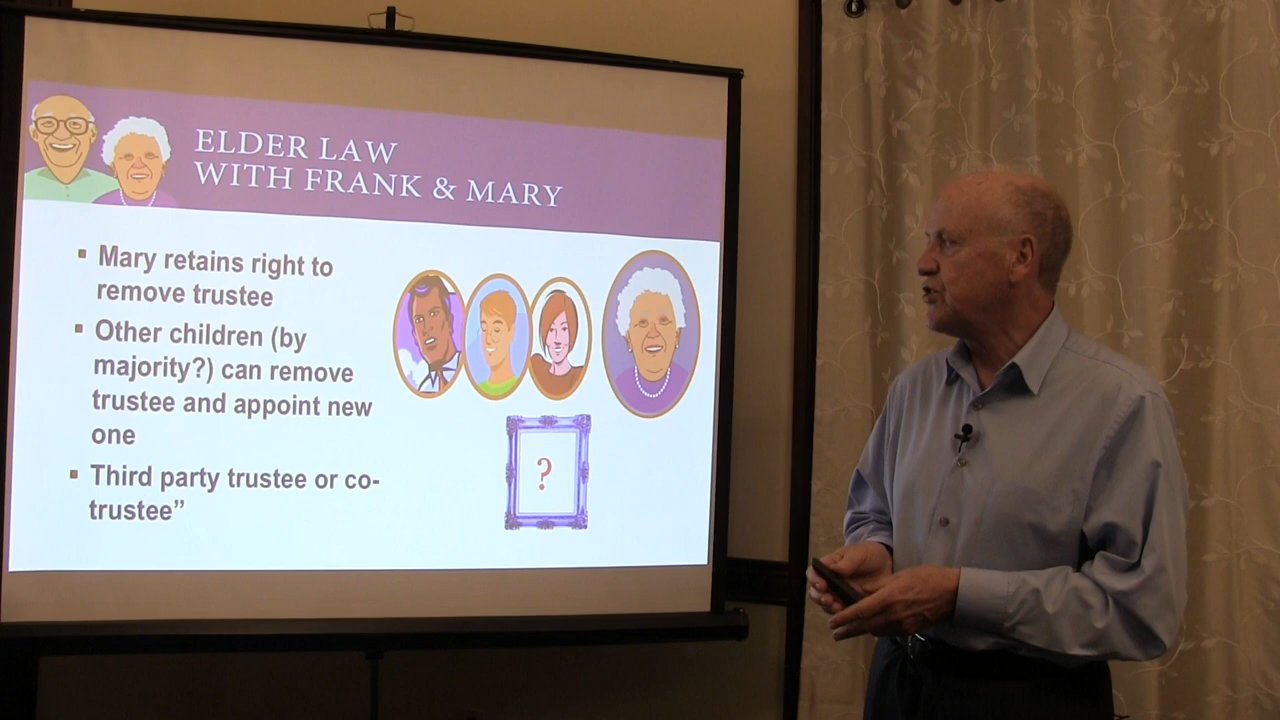 ELDER LAW
WITH FRANK & MARY
▪ Mary retains right to
remove trustee
▪ Other children (by
majority?) can remove
trustee and appoint new
one
▪ Third party trustee or co-
trustee”
?